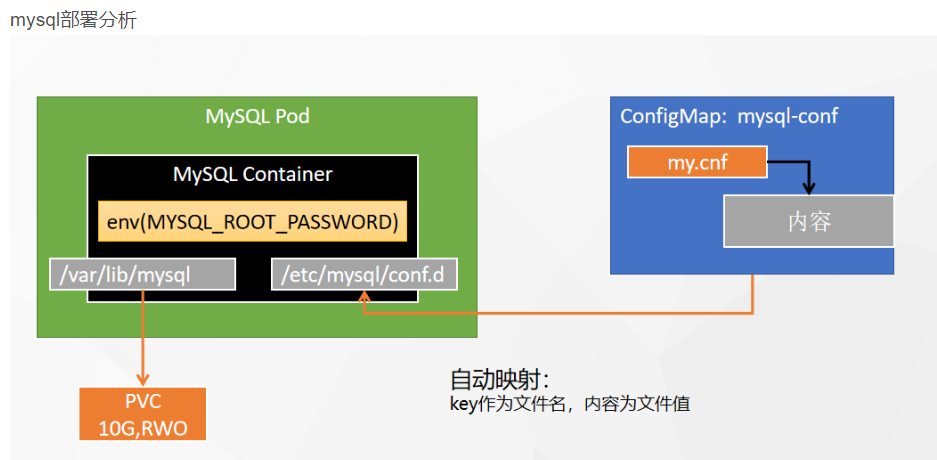 mysql部署分析
MySQL Pod
MySQL Container
env(MYSQL_ROOT_PASSWORD)
/var/lib/mysql
/etc/mysql/conf.d
PVC
10G,RWO
ConfigMap: mysql-conf
my.cnf
内容
自动映射：
key作为文件名，内容为文件值